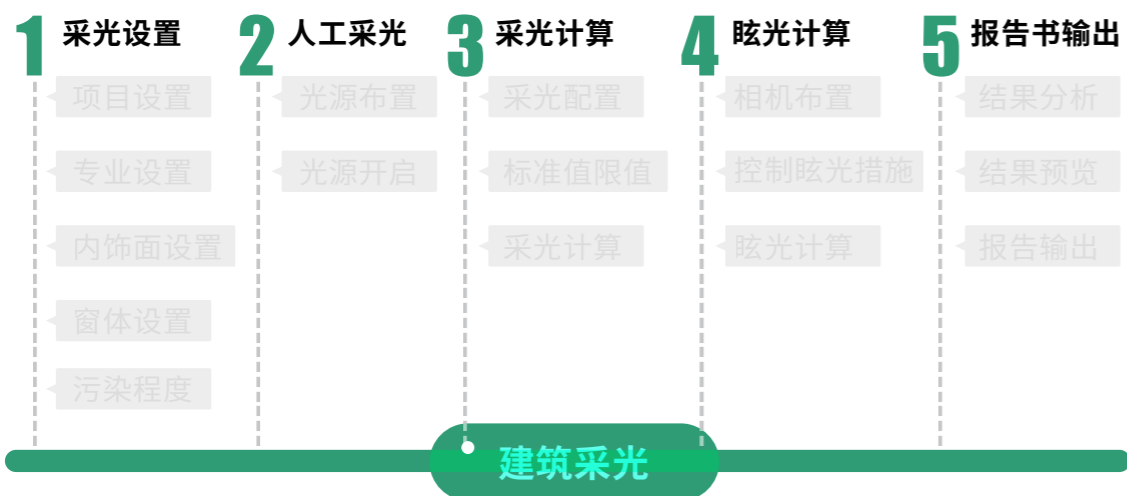 1 采光设置
项目设置
专业设置
内饰面设置
窗体设置
污染程度
2 人工采光
光源布置
光源开启
3 采光计算
采光配置
标准值限值
采光计算
4 眩光计算
相机布置
控制眩光措施
眩光计算
5 报告书输出
结果分析
结果预览
报告输出
建筑采光